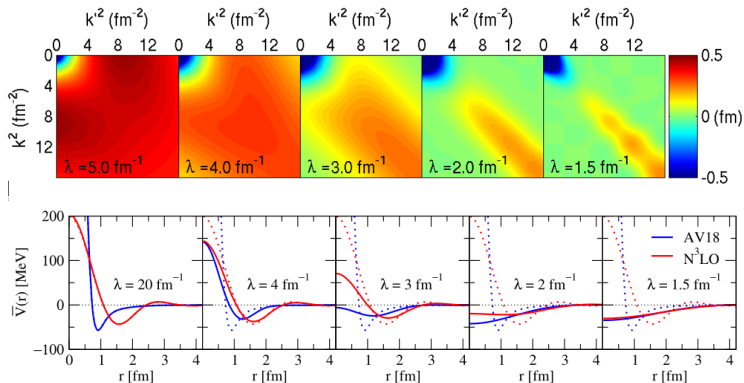 k'² (fm⁻²) k'² (fm⁻²) k'² (fm⁻²) k'² (fm⁻²) k'² (fm⁻²)
0 4 8 12 0 4 8 12 0 4 8 12 0 4 8 12 0 4 8 12
k² (fm⁻²)
0
4
8
12
λ = 5.0 fm⁻¹ λ = 4.0 fm⁻¹ λ = 3.0 fm⁻¹ λ = 2.0 fm⁻¹ λ = 1.5 fm⁻¹
0.5
0 (fm)
-0.5
V̅(r) [MeV]
200
100
0
-100
λ = 20 fm⁻¹ λ = 4 fm⁻¹ λ = 3 fm⁻¹ λ = 2 fm⁻¹ λ = 1.5 fm⁻¹
AV18
N³LO
0 1 2 3 4 1 2 3 4 1 2 3 4 1 2 3 4 1 2 3 4
r [fm] r [fm] r [fm] r [fm] r [fm]